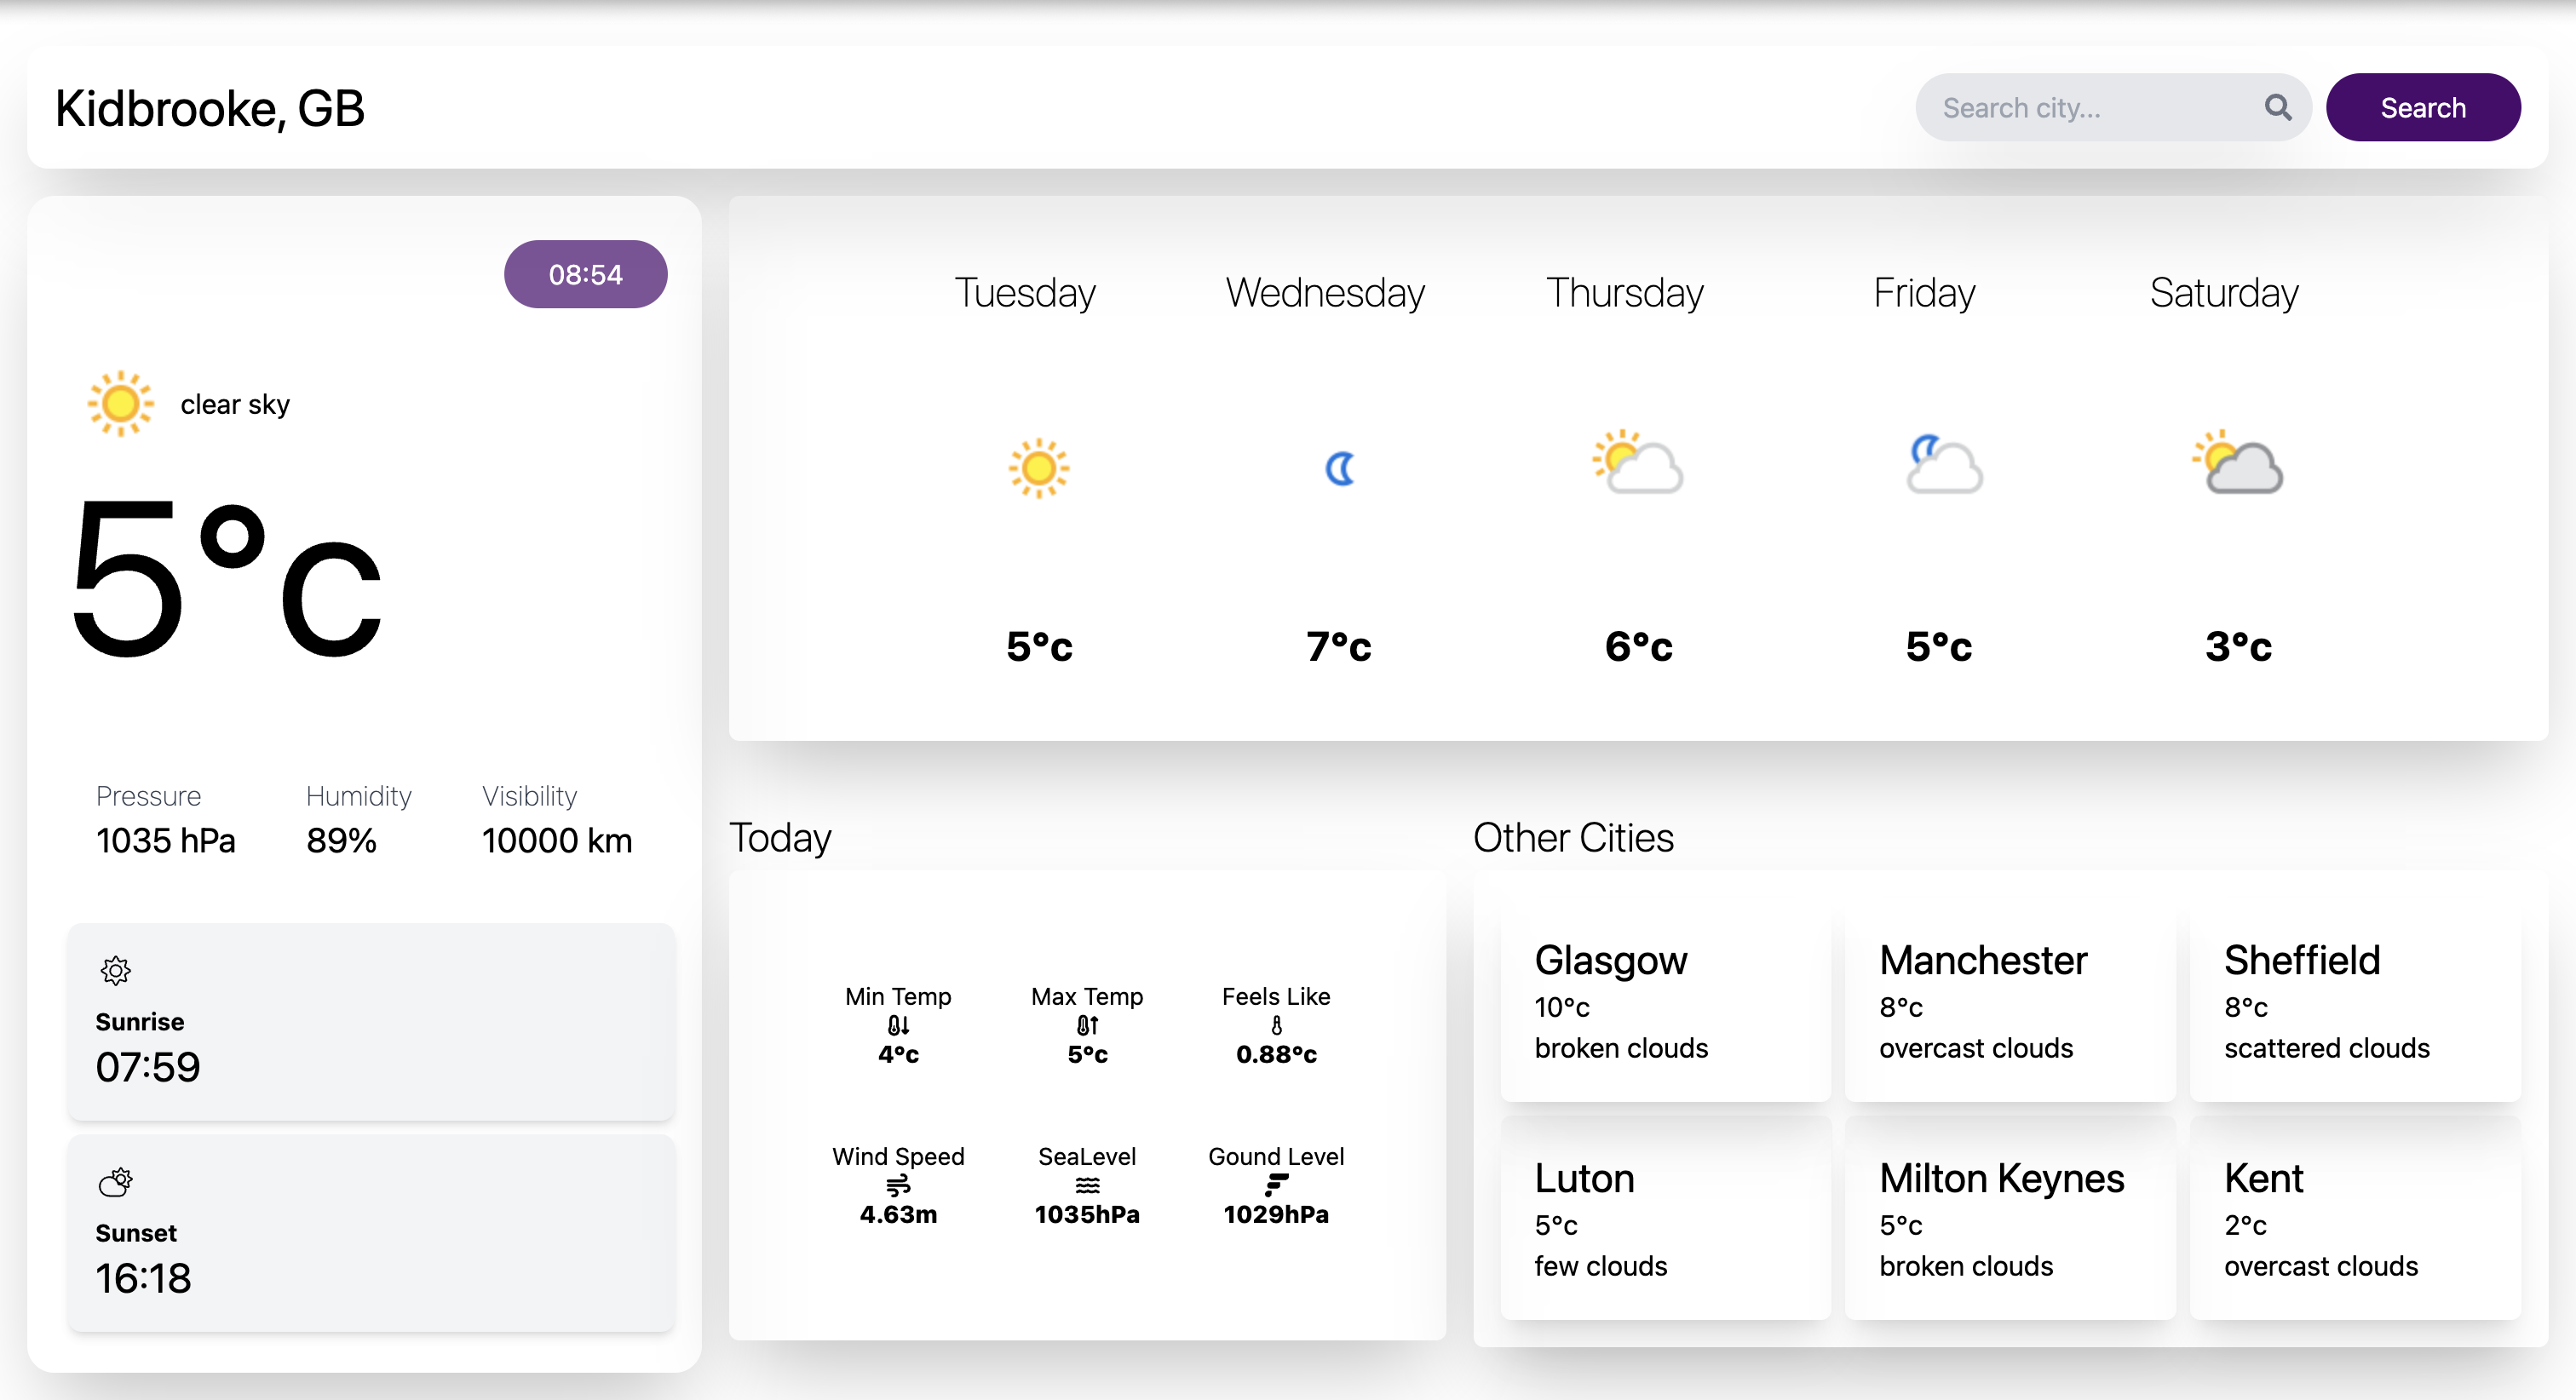 Kidbrooke, GB
Search city...
Search
08:54
clear sky
5°c
Pressure Humidity Visibility
1035 hPa 89% 10000 km
Sunrise
07:59
Sunset
16:18
Tuesday Wednesday Thursday Friday Saturday
5°c 7°c 6°c 5°c 3°c
Today
Min Temp Max Temp Feels Like
4°c 5°c 0.88°c
Wind Speed SeaLevel Gound Level
4.63m 1035hPa 1029hPa
Other Cities
Glasgow
10°c
broken clouds
Manchester
8°c
overcast clouds
Sheffield
8°c
scattered clouds
Luton
5°c
few clouds
Milton Keynes
5°c
broken clouds
Kent
2°c
overcast clouds